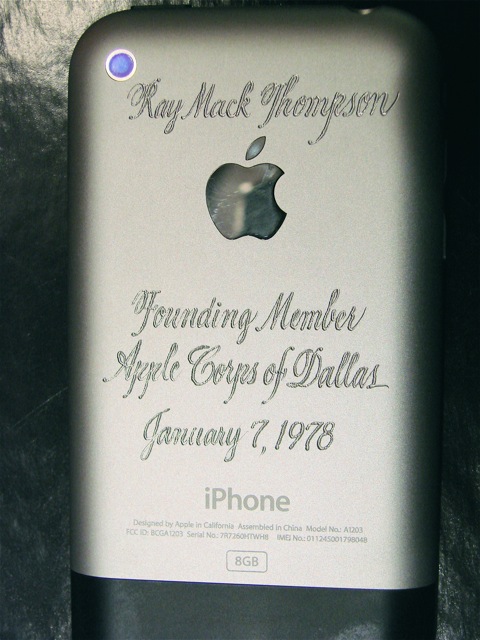 Ray Mack Thompson
Founding Member
Apple Corps of Dallas
January 7, 1978
iPhone
Designed by Apple in California Assembled in China Model No.: A1203
FCC ID: BCGA1203 Serial No.: 7R7260HTWH8 IMEI No.: 011245001798048
8GB